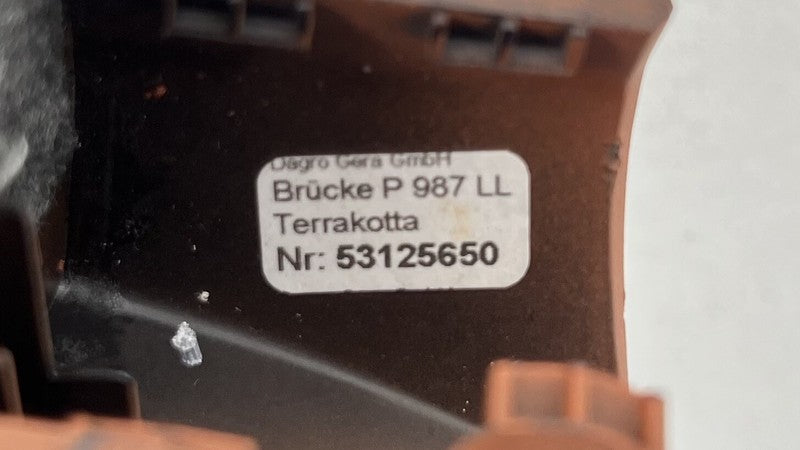 Dagro Gera GmbH
Brücke P 987 LL
Terrakotta
Nr: 53125650